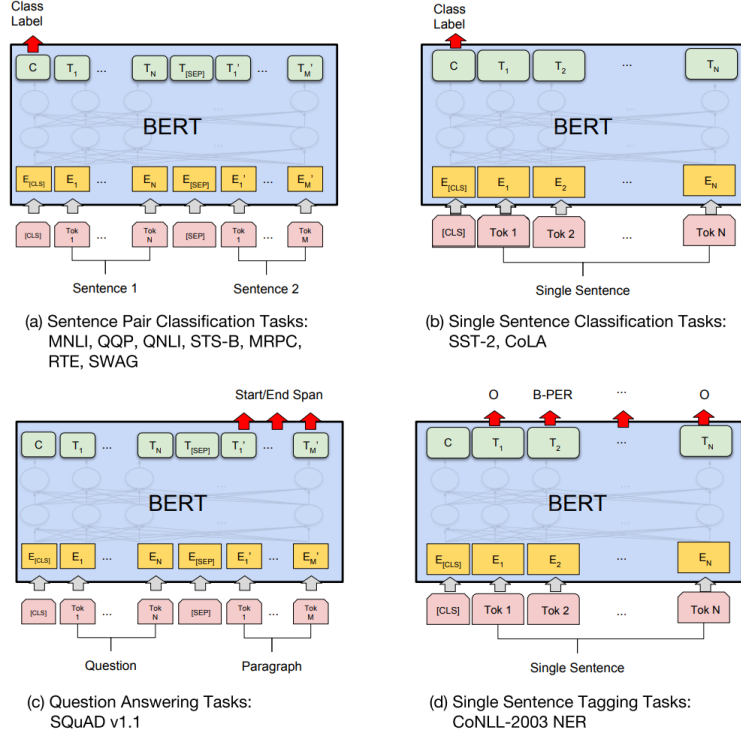 Class
Label
C T1 ... TN T[SEP] T1' ... TM'
...
BERT
E[CLS] E1 ... EN E[SEP] E1' ... EM'
[CLS] Tok 1 ... Tok N [SEP] Tok 1 ... Tok M
Sentence 1 Sentence 2
(a) Sentence Pair Classification Tasks:
MNLI, QQP, QNLI, STS-B, MRPC,
RTE, SWAG
Class
Label
C T1 T2 ... TN
...
BERT
E[CLS] E1 E2 ... EN
[CLS] Tok 1 Tok 2 ... Tok N
Single Sentence
(b) Single Sentence Classification Tasks:
SST-2, CoLA
Start/End Span
C T1 ... TN T[SEP] T1' ... TM'
...
BERT
E[CLS] E1 ... EN E[SEP] E1' ... EM'
[CLS] Tok 1 ... Tok N [SEP] Tok 1 ... Tok M
Question Paragraph
(c) Question Answering Tasks:
SQuAD v1.1
O B-PER ... O
C T1 T2 ... TN
...
BERT
E[CLS] E1 E2 ... EN
[CLS] Tok 1 Tok 2 ... Tok N
Single Sentence
(d) Single Sentence Tagging Tasks:
CoNLL-2003 NER